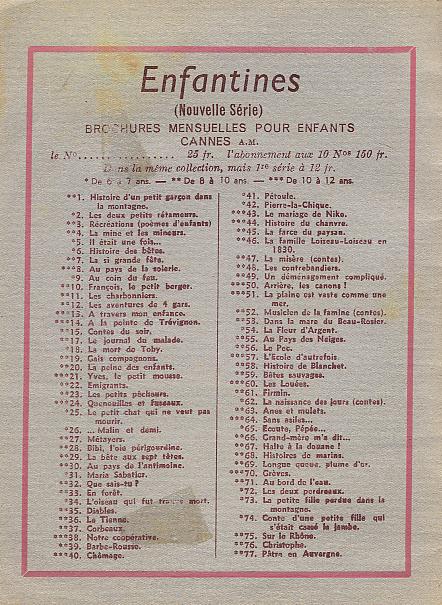 Enfantines
(Nouvelle Série)
BROCHURES MENSUELLES POUR ENFANTS
CANNES A.M.
le No.................. 25 fr. l'abonnement aux 10 Nos 150 fr.
Dans la même collection, mais 1re série à 12 fr.
* De 6 à 7 ans. — ** De 8 à 10 ans. — *** De 10 à 12 ans.
**1. Histoire d'un petit garçon dans
la montagne.
*2. Les deux petits rétameurs.
**3. Récréations (poèmes d'enfants)
**4. La mine et les mineurs.
*5. Il était une fois...
*6. Histoire des bêtes.
**7. La si grande fête.
***8. Au pays de la soierie.
*9. Au coin du feu.
**10. François, le petit berger.
**11. Les charbonniers.
**12. Les aventures de 4 gars.
***13. A travers mon enfance.
***14. A la pointe de Trévignon.
**15. Contes du soir.
**17. Le journal du malade.
**18. La mort de Toby.
**19. Gais compagnons.
**20. La peine des enfants.
***21. Yves, le petit mousse.
**22. Emigrants.
**23. Les petits pêcheurs.
***24. Quenouilles et fuseaux.
*25. Le petit chat qui ne veut pas
mourir.
*26. ... Malin et demi.
***27. Métayers.
**28. Bibi, l'oie périgourdine.
**29. La bête aux sept têtes.
***30. Au pays de l'antimoine.
*31. Maria Sabatier.
***32. Que sais-tu ?
**33. En forêt.
**34. L'oiseau qui fut trouvé mort.
**35. Diables.
**36. Le Tienne.
**37. Corbeaux.
***38. Notre coopérative.
**39. Barbe-Rousse.
***40. Chômage.
*41. Pétoule.
*42. Pierre-la-Chique.
**43. Le mariage de Niko.
**44. Histoire du chanvre.
**45. La farce du paysan.
**46. La famille Loiseau-Loiseau en
1830.
**47. La misère (contes).
**48. Les contrebandiers.
**49. Un déménagement compliqué.
***50. Arrière, les canons !
***51. La plaine est vaste comme une
mer.
**52. Musicien de la famine (contes).
**53. Dans la mare du Beau-Rosier.
*54. La Fleur d'Argent.
**55. Au Pays des Neiges.
**56. Le Pec.
***57. L'Ecole d'autrefois.
***58. Histoire de Blanchet.
**59. Bêtes sauvages.
***60. Les Louées.
**61. Firmin.
**62. La naissance des jours (contes).
**63. Anes et mulets.
***64. Sans asiles...
*65. Ecoute, Pépée...
**66. Grand-mère m'a dit...
***67. Halte à la douane !
**68. Histoires de marins.
**69. Longue queue, plume d'or.
***70. Grèves.
**71. Au bord de l'eau.
**72. Les deux perdreaux.
*73. La petite fille perdue dans la
montagne.
*74. Conte d'une petite fille qui
s'était cassé la jambe.
**75. Sur le Rhône.
**76. Christophe.
***77. Pâtre en Auvergne.